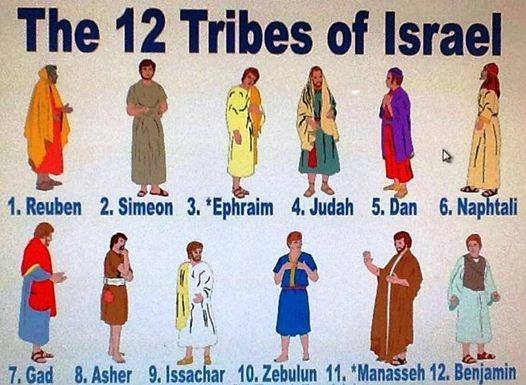 The 12 Tribes of Israel
1. Reuben 2. Simeon 3. *Ephraim 4. Judah 5. Dan 6. Naphtali
7. Gad 8. Asher 9. Issachar 10. Zebulun 11. *Manasseh 12. Benjamin